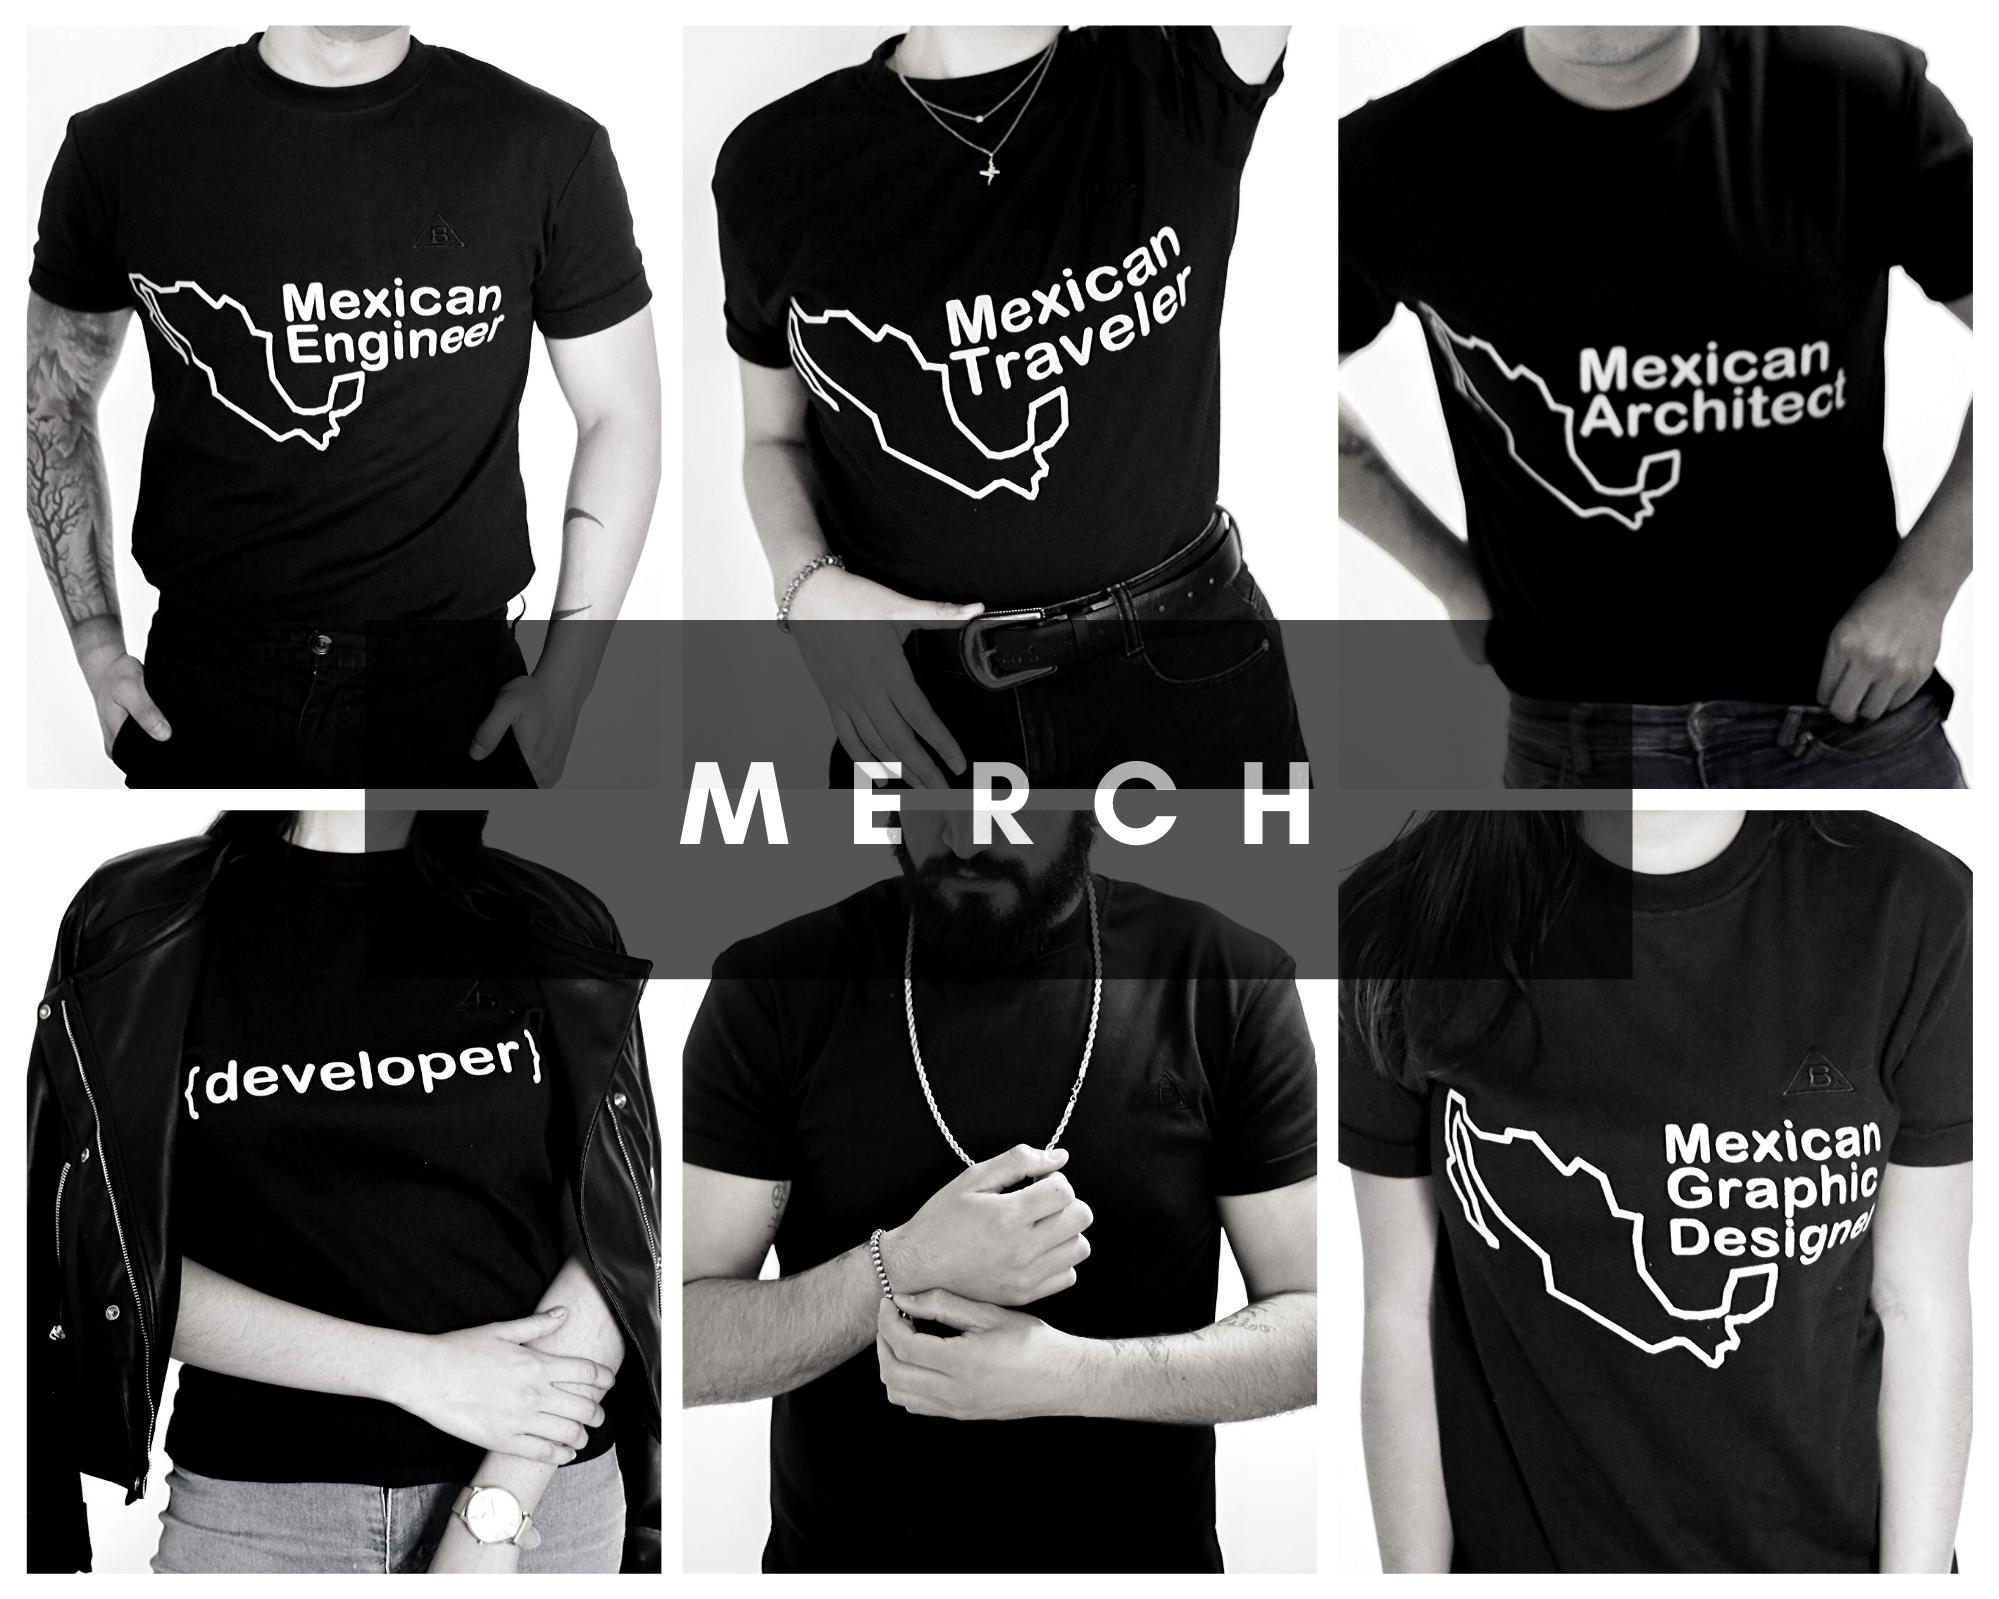 B.
Mexican
Engineer
Mexican
Traveler
Mexican
Architect
MERCH
B.
{developer}
B.
B.
Mexican
Graphic
Designer